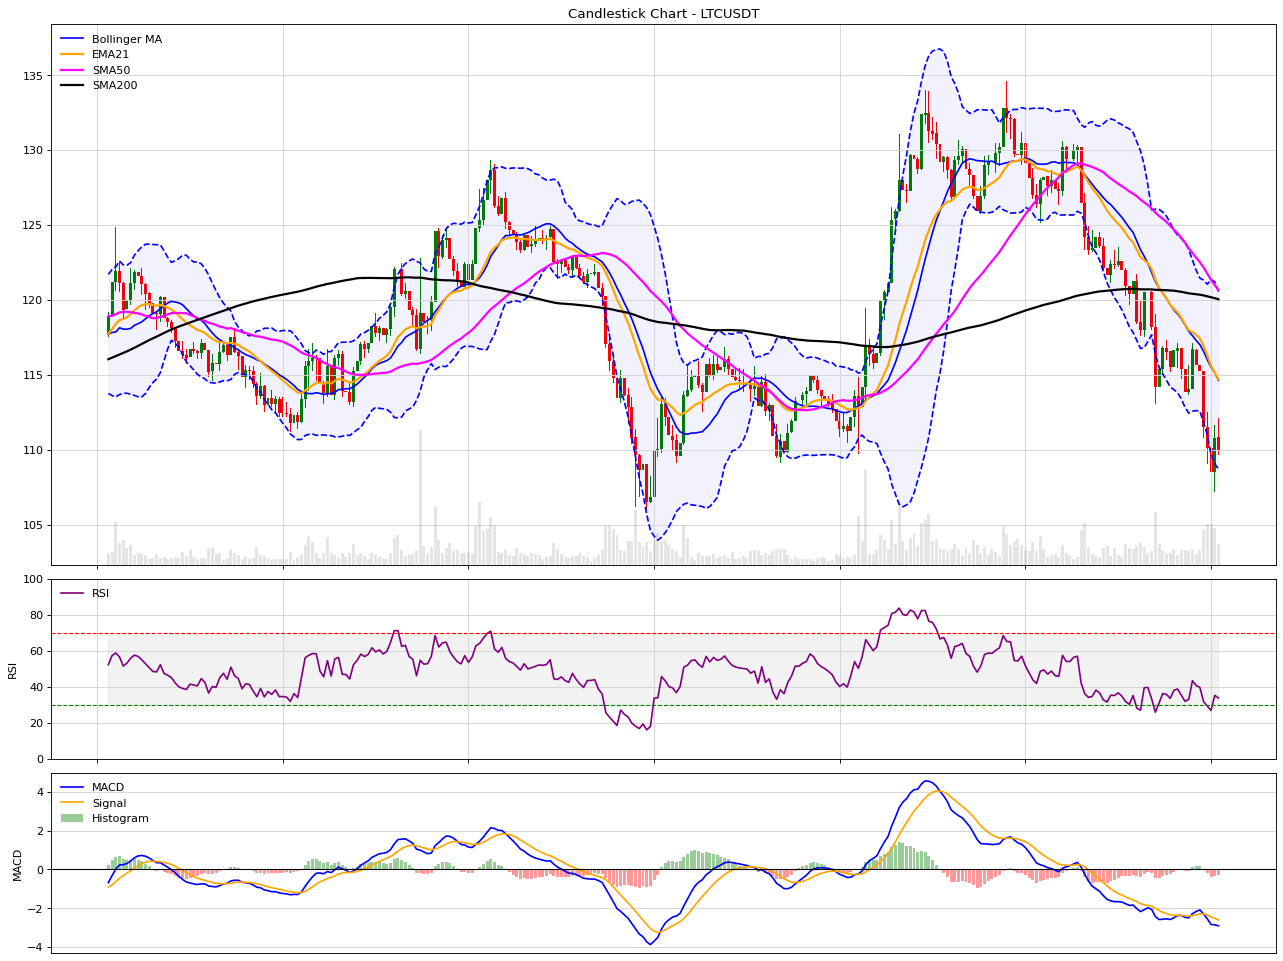 Candlestick Chart - LTCUSDT
Bollinger MA
EMA21
SMA50
SMA200
135
130
125
120
115
110
105
RSI
100
80
60
40
20
0
RSI
MACD
Signal
Histogram
4
2
0
−2
−4
MACD